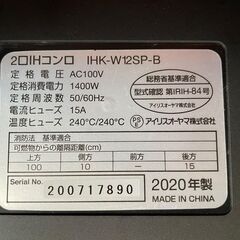 2口IHコンロ IHK-W12SP-B
定格電圧 AC100V
定格消費電力 1400W
定格周波数 50/60Hz
電流ヒューズ 15A
温度ヒューズ 240℃/240℃
総務省基準適合
型式確認 第IRIH-84号
PSE
アイリスオーヤマ株式会社
消防法 基準適合
可燃物からの離隔距離(cm)
上方 側方 前方 後方
100 10 － 15
アイリスオーヤマ株式会社
Serial No.
200717890
2020年製
MADE IN CHINA